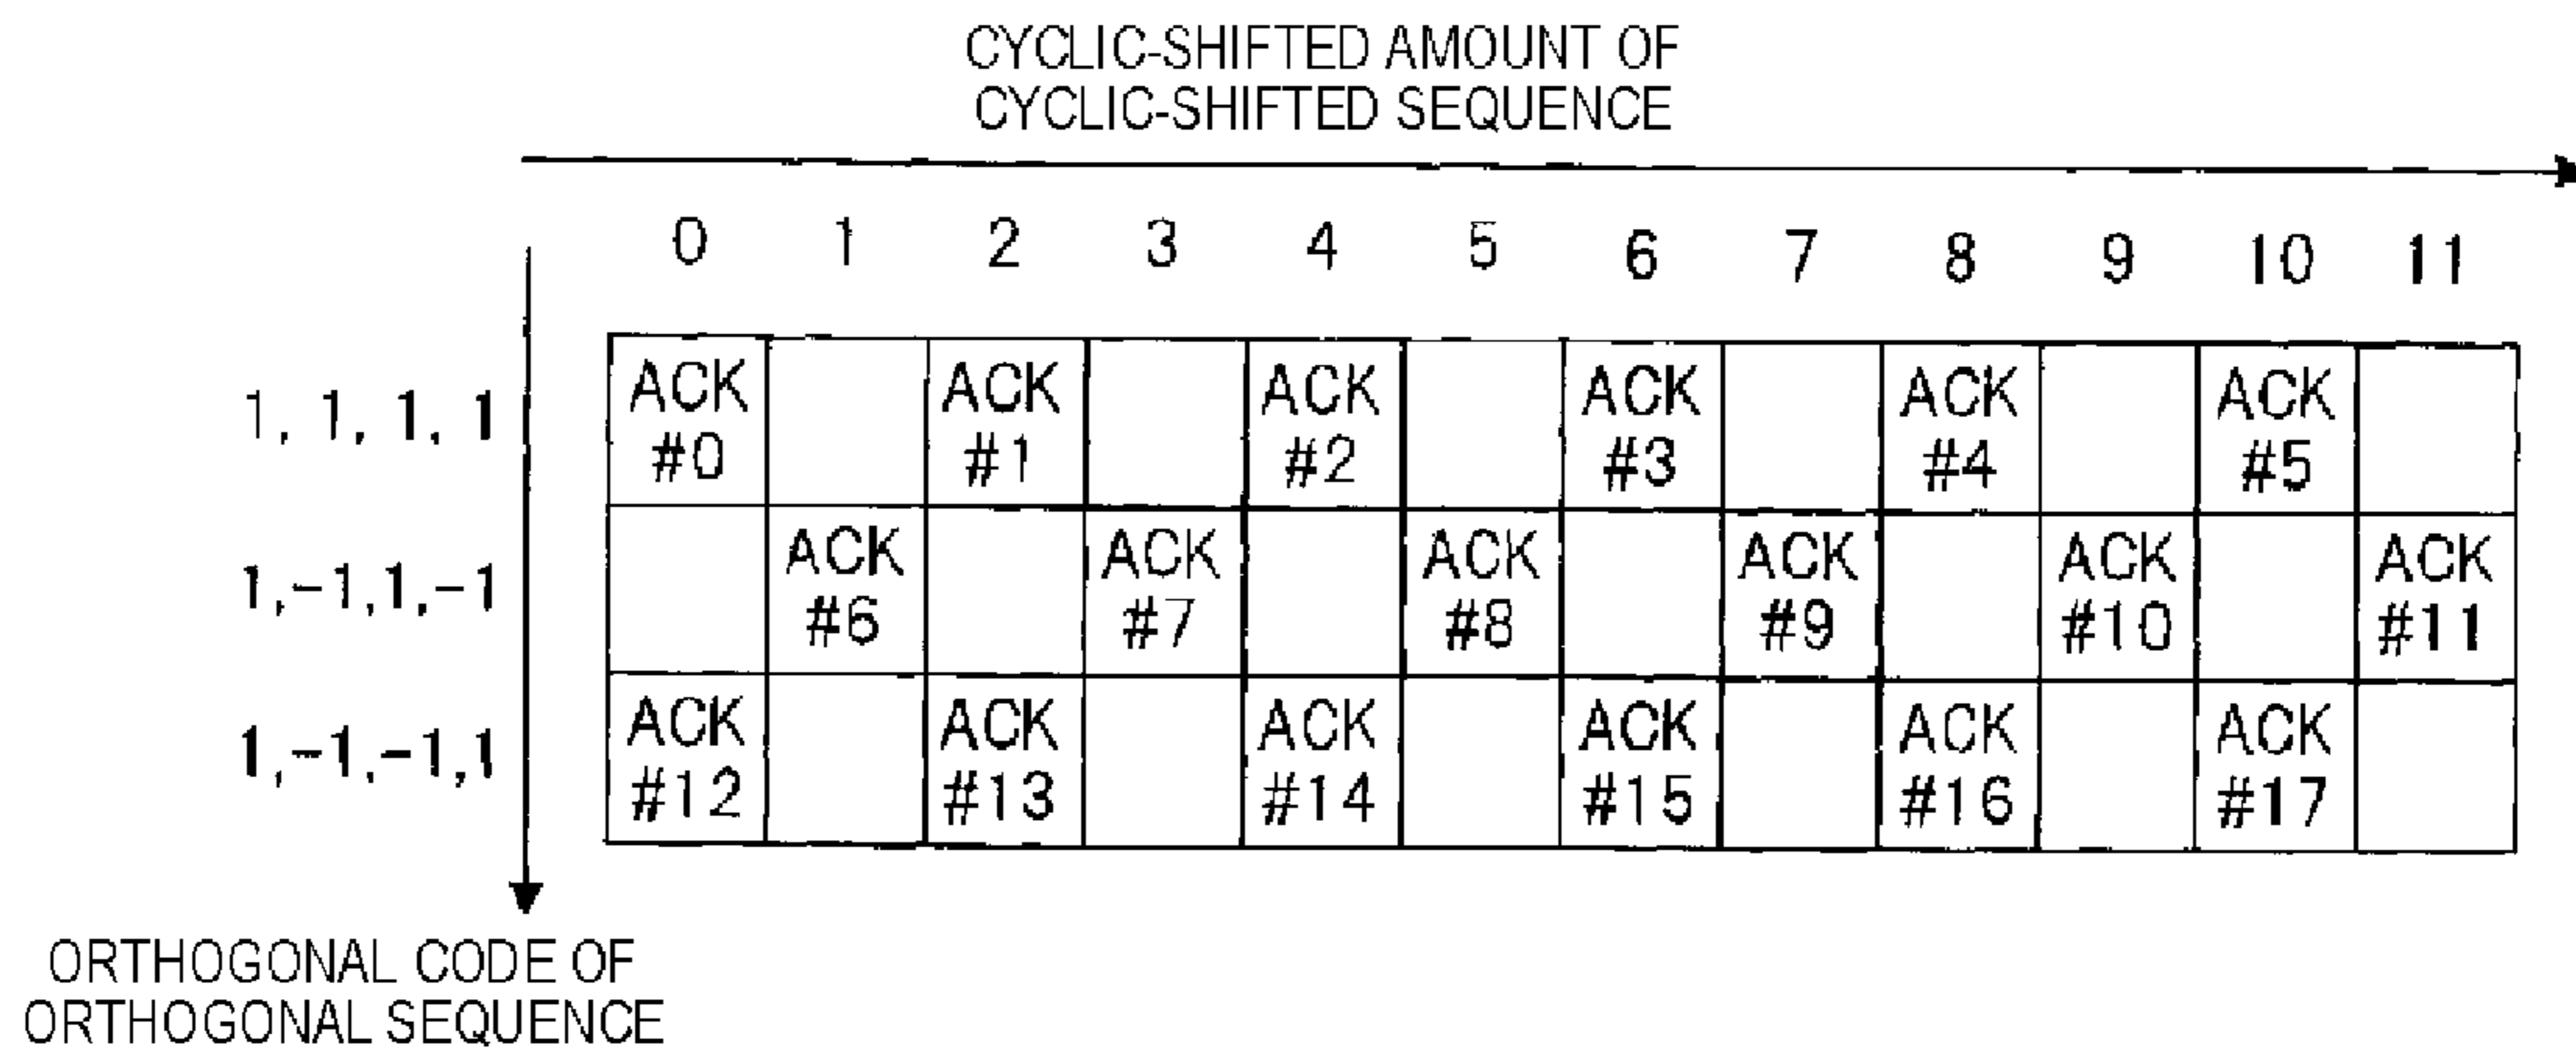 CYCLIC-SHIFTED AMOUNT OF
CYCLIC-SHIFTED SEQUENCE
0 1 2 3 4 5 6 7 8 9 10 11
ACK ACK ACK ACK ACK ACK
1, 1, 1, 1
#0 #1 #2 #3 #4 #5
ACK ACK ACK ACK ACK ACK
1,-1,1,-1
#6 #7 #8 #9 #10 #11
ACK ACK ACK ACK ACK ACK
1,-1,-1,1
#12 #13 #14 #15 #16 #17
ORTHOGONAL CODE OF
ORTHOGONAL SEQUENCE